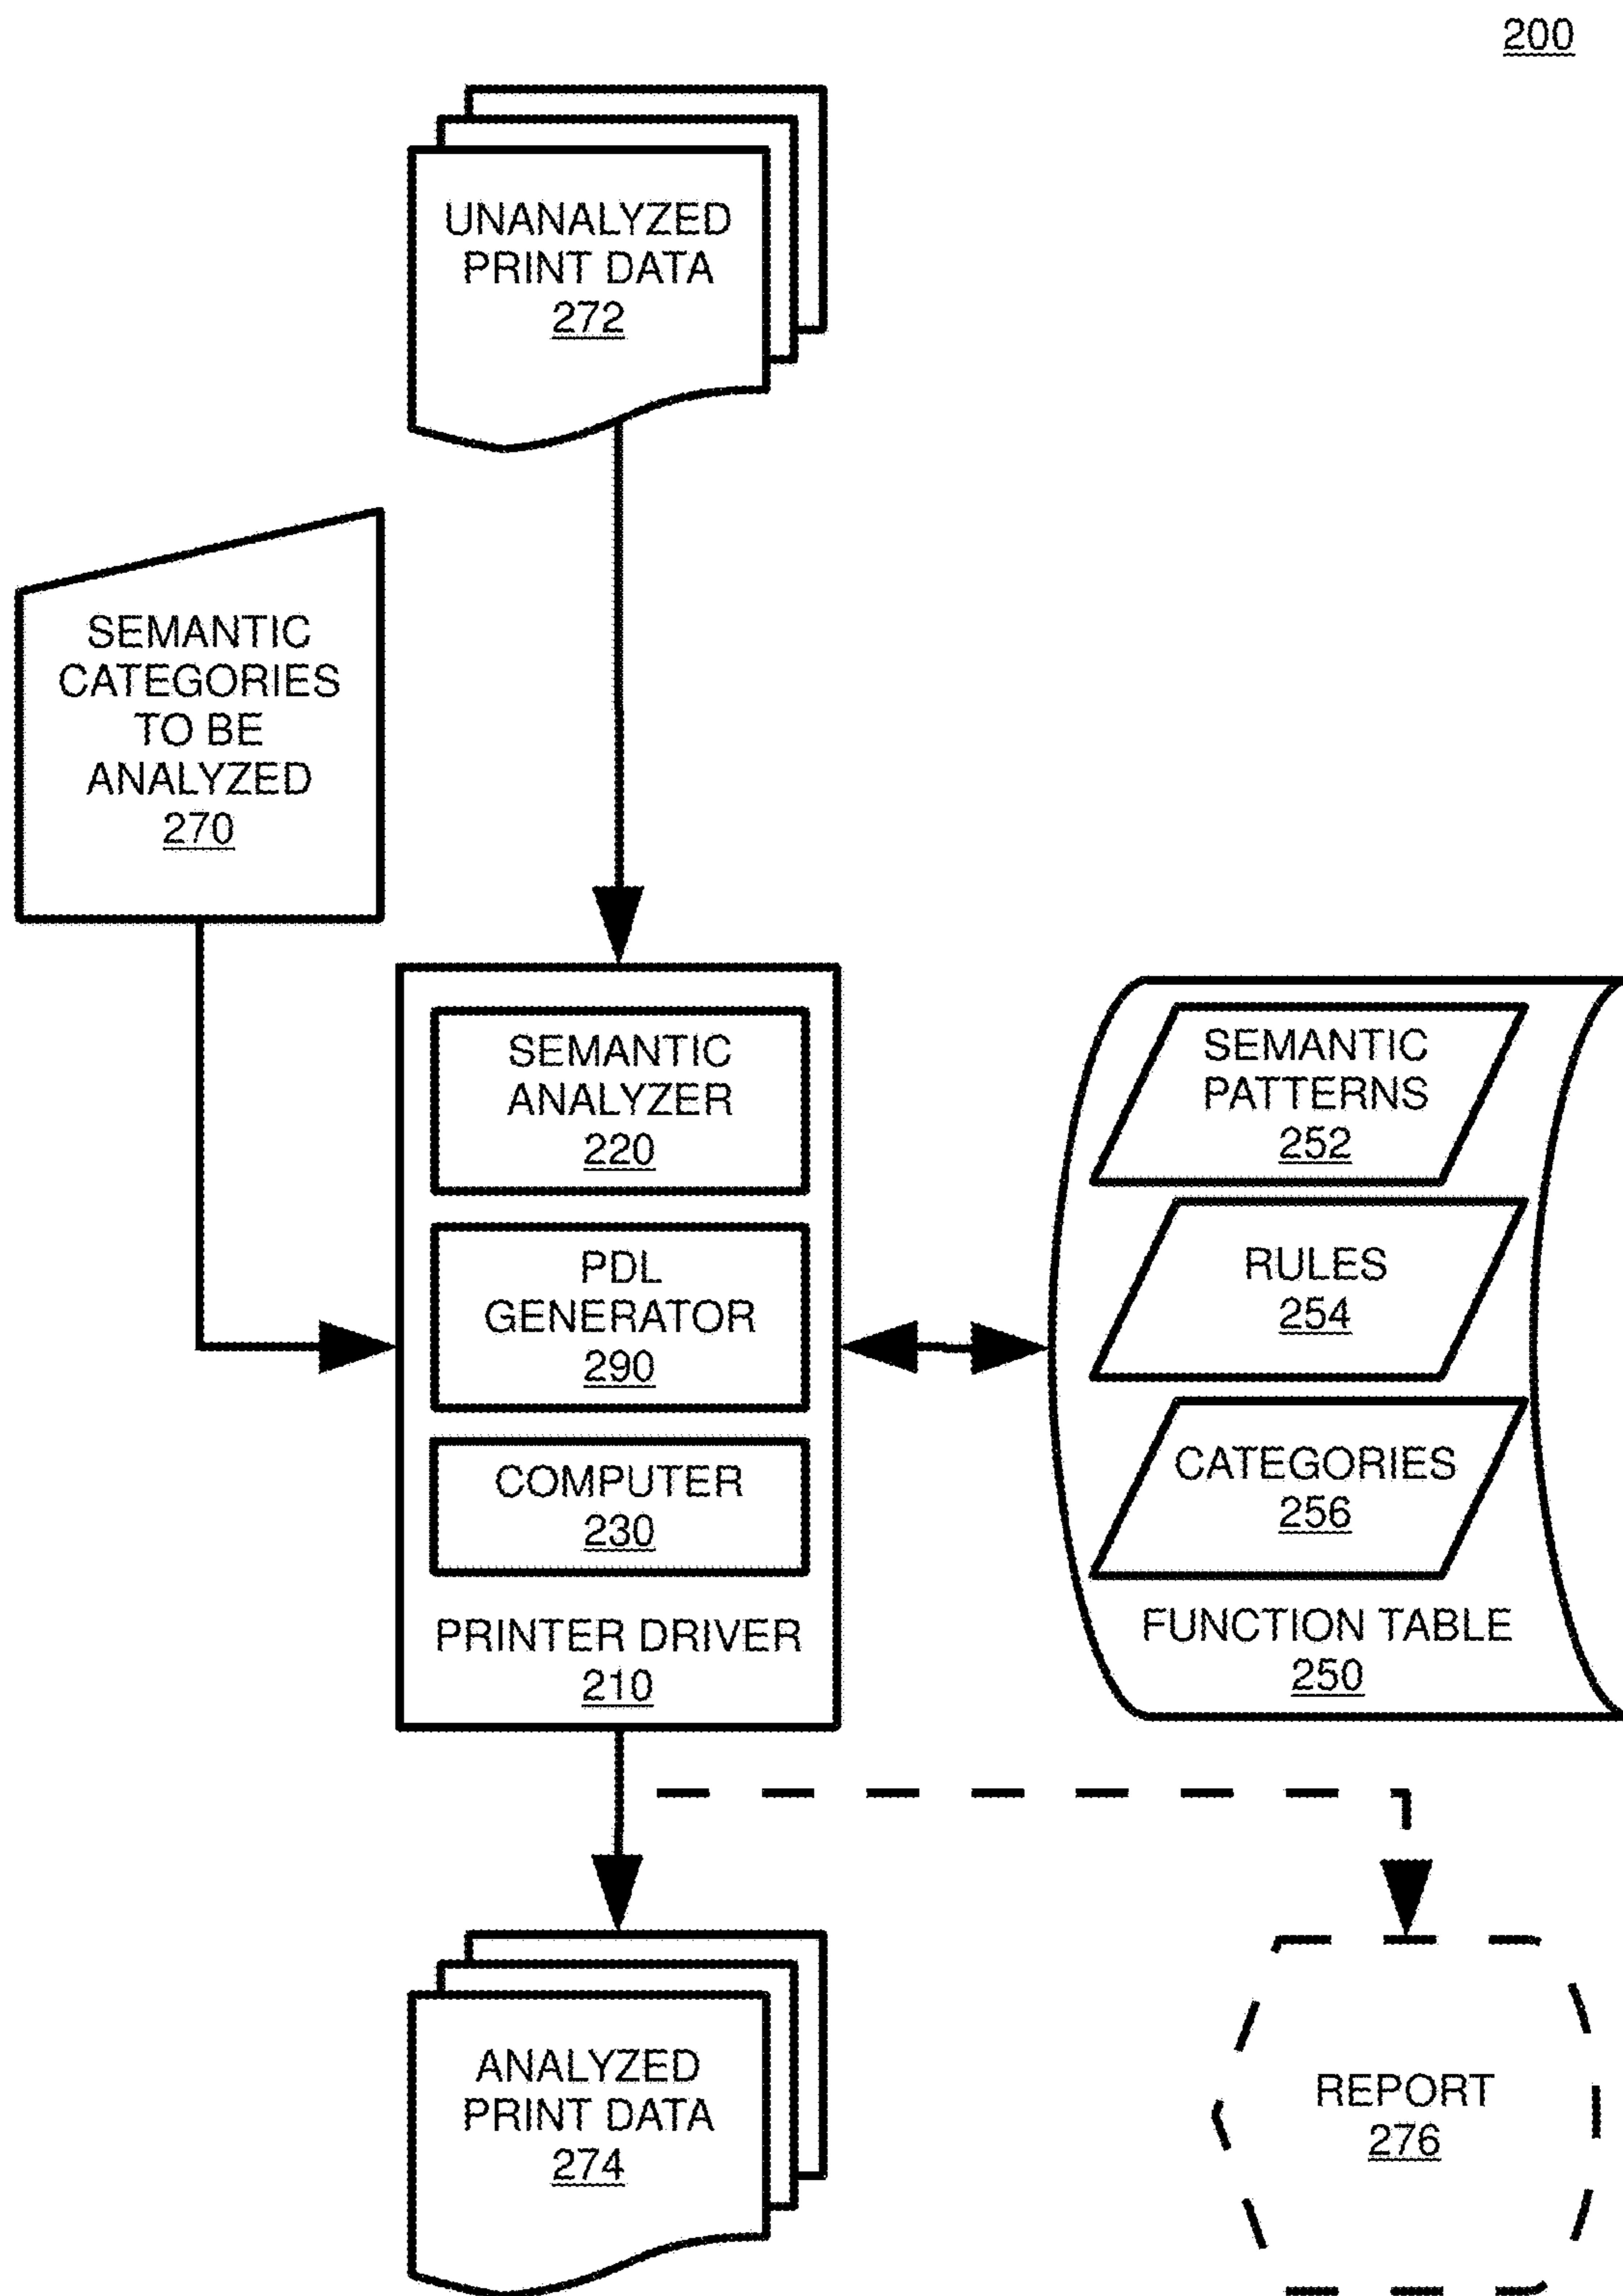 200
UNANALYZED
PRINT DATA
272
SEMANTIC
CATEGORIES
TO BE
ANALYZED
270
SEMANTIC
ANALYZER
220
PDL
GENERATOR
290
COMPUTER
230
PRINTER DRIVER
210
SEMANTIC
PATTERNS
252
RULES
254
CATEGORIES
256
FUNCTION TABLE
250
ANALYZED
PRINT DATA
274
REPORT
276